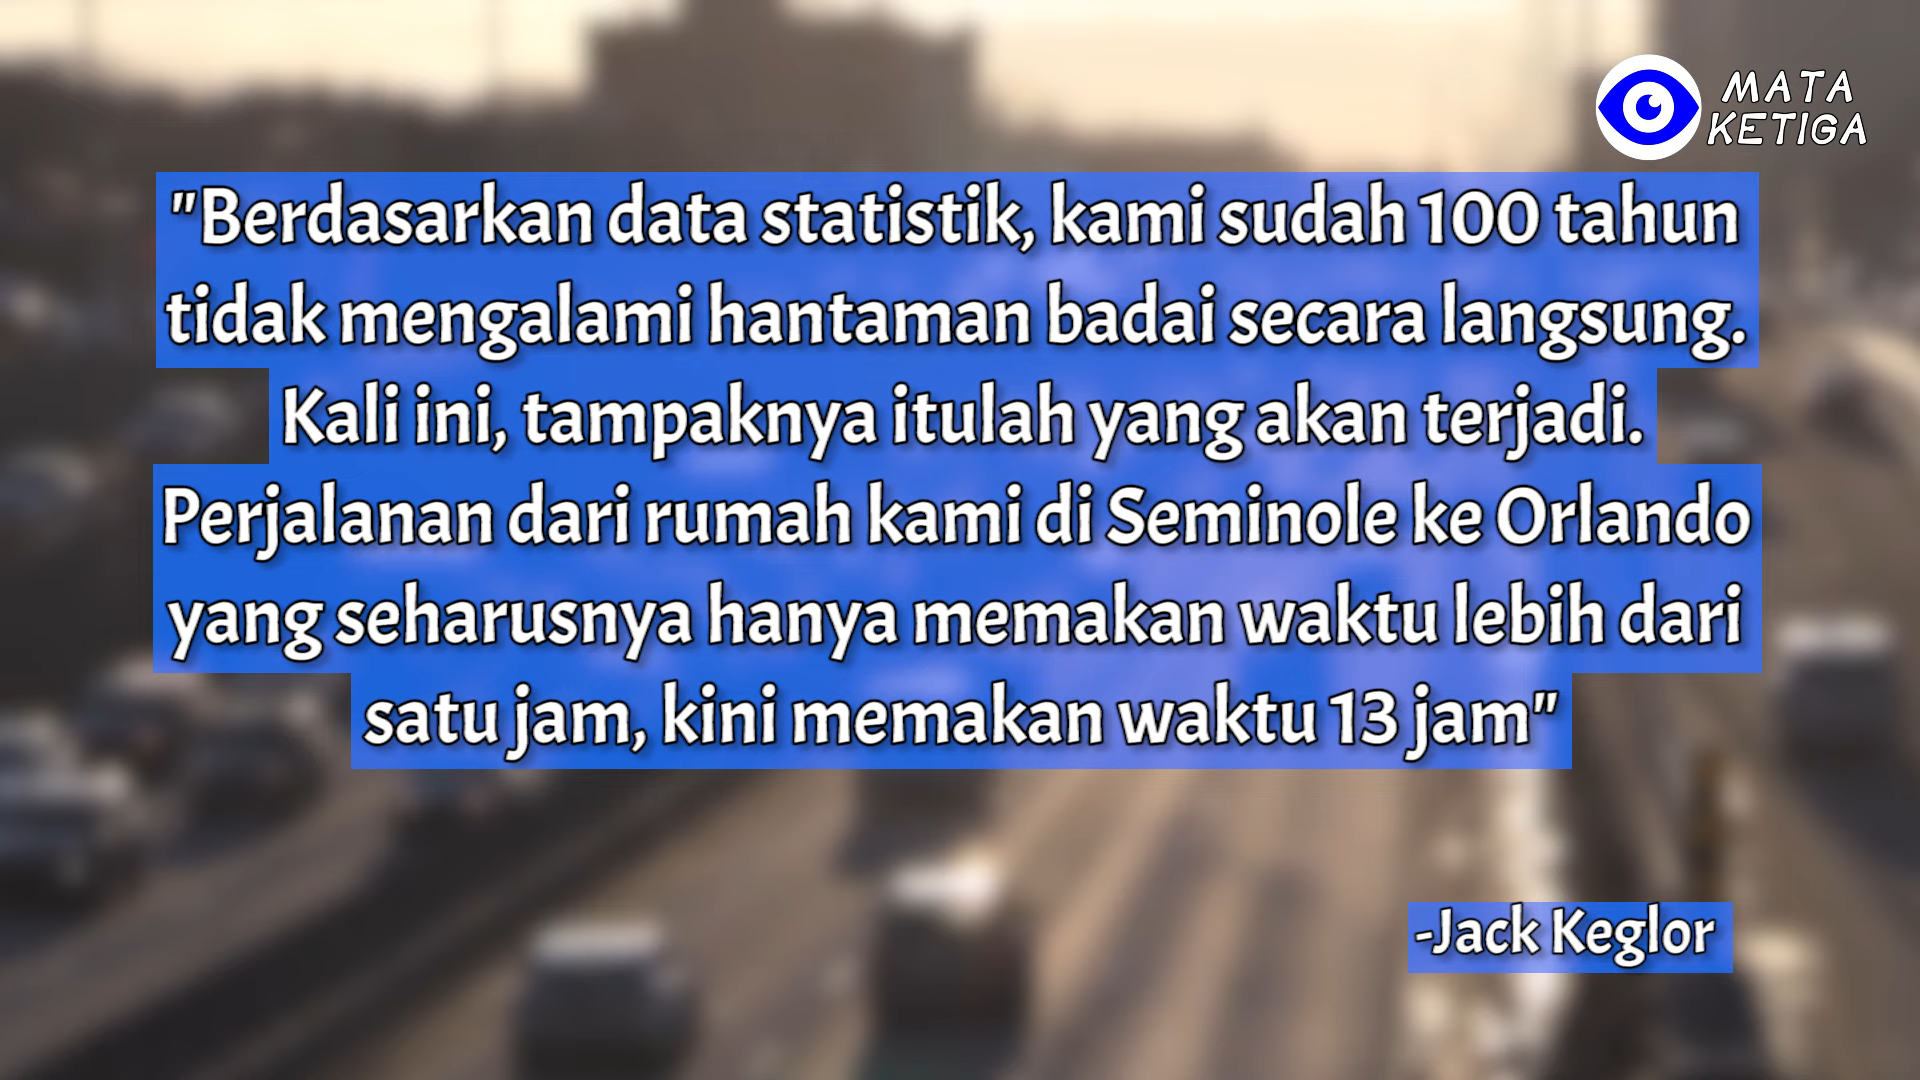 MATA
KETIGA
"Berdasarkan data statistik, kami sudah 100 tahun
tidak mengalami hantaman badai secara langsung.
Kali ini, tampaknya itulah yang akan terjadi.
Perjalanan dari rumah kami di Seminole ke Orlando
yang seharusnya hanya memakan waktu lebih dari
satu jam, kini memakan waktu 13 jam"
-Jack Keglor